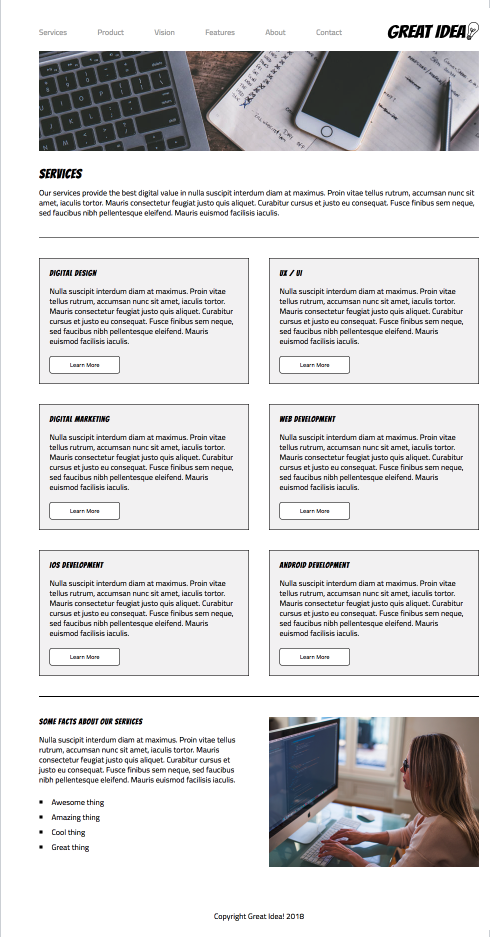 Services Product Vision Features About Contact GREAT IDEA
SERVICES
Our services provide the best digital value in nulla suscipit interdum diam at maximus. Proin vitae tellus rutrum, accumsan nunc sit
amet, iaculis tortor. Mauris consectetur feugiat justo quis aliquet. Curabitur cursus et justo eu consequat. Fusce finibus sem neque,
sed faucibus nibh pellentesque eleifend. Mauris euismod facilisis iaculis.
DIGITAL DESIGN
Nulla suscipit interdum diam at maximus. Proin vitae
tellus rutrum, accumsan nunc sit amet, iaculis tortor.
Mauris consectetur feugiat justo quis aliquet. Curabitur
cursus et justo eu consequat. Fusce finibus sem neque,
sed faucibus nibh pellentesque eleifend. Mauris
euismod facilisis iaculis.
Learn More
UX / UI
Nulla suscipit interdum diam at maximus. Proin vitae
tellus rutrum, accumsan nunc sit amet, iaculis tortor.
Mauris consectetur feugiat justo quis aliquet. Curabitur
cursus et justo eu consequat. Fusce finibus sem neque,
sed faucibus nibh pellentesque eleifend. Mauris
euismod facilisis iaculis.
Learn More
DIGITAL MARKETING
Nulla suscipit interdum diam at maximus. Proin vitae
tellus rutrum, accumsan nunc sit amet, iaculis tortor.
Mauris consectetur feugiat justo quis aliquet. Curabitur
cursus et justo eu consequat. Fusce finibus sem neque,
sed faucibus nibh pellentesque eleifend. Mauris
euismod facilisis iaculis.
Learn More
WEB DEVELOPMENT
Nulla suscipit interdum diam at maximus. Proin vitae
tellus rutrum, accumsan nunc sit amet, iaculis tortor.
Mauris consectetur feugiat justo quis aliquet. Curabitur
cursus et justo eu consequat. Fusce finibus sem neque,
sed faucibus nibh pellentesque eleifend. Mauris
euismod facilisis iaculis.
Learn More
IOS DEVELOPMENT
Nulla suscipit interdum diam at maximus. Proin vitae
tellus rutrum, accumsan nunc sit amet, iaculis tortor.
Mauris consectetur feugiat justo quis aliquet. Curabitur
cursus et justo eu consequat. Fusce finibus sem neque,
sed faucibus nibh pellentesque eleifend. Mauris
euismod facilisis iaculis.
Learn More
ANDROID DEVELOPMENT
Nulla suscipit interdum diam at maximus. Proin vitae
tellus rutrum, accumsan nunc sit amet, iaculis tortor.
Mauris consectetur feugiat justo quis aliquet. Curabitur
cursus et justo eu consequat. Fusce finibus sem neque,
sed faucibus nibh pellentesque eleifend. Mauris
euismod facilisis iaculis.
Learn More
SOME FACTS ABOUT OUR SERVICES
Nulla suscipit interdum diam at maximus. Proin vitae tellus
rutrum, accumsan nunc sit amet, iaculis tortor. Mauris
consectetur feugiat justo quis aliquet. Curabitur cursus et
justo eu consequat. Fusce finibus sem neque, sed faucibus
nibh pellentesque eleifend. Mauris euismod facilisis iaculis.
Awesome thing
Amazing thing
Cool thing
Great thing
Copyright Great Idea! 2018